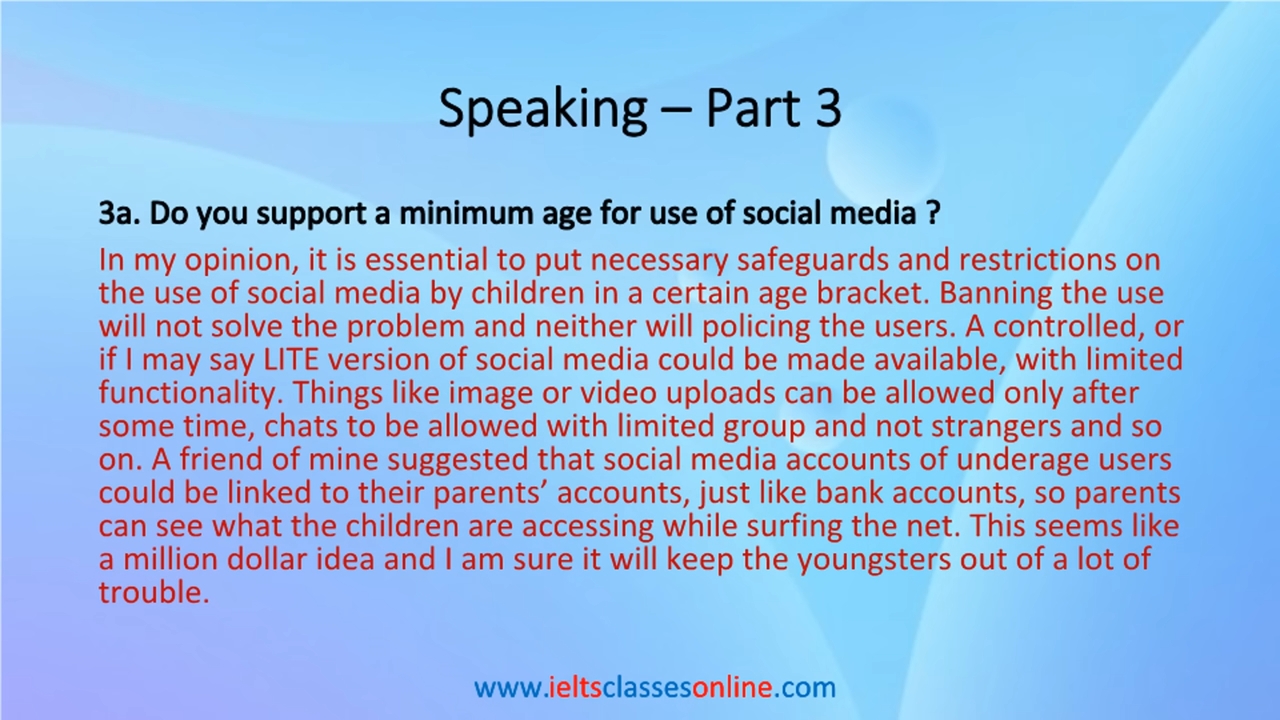 Speaking – Part 3
3a. Do you support a minimum age for use of social media ?
In my opinion, it is essential to put necessary safeguards and restrictions on
the use of social media by children in a certain age bracket. Banning the use
will not solve the problem and neither will policing the users. A controlled, or
if I may say LITE version of social media could be made available, with limited
functionality. Things like image or video uploads can be allowed only after
some time, chats to be allowed with limited group and not strangers and so
on. A friend of mine suggested that social media accounts of underage users
could be linked to their parents’ accounts, just like bank accounts, so parents
can see what the children are accessing while surfing the net. This seems like
a million dollar idea and I am sure it will keep the youngsters out of a lot of
trouble.
www.ieltsclassesonline.com